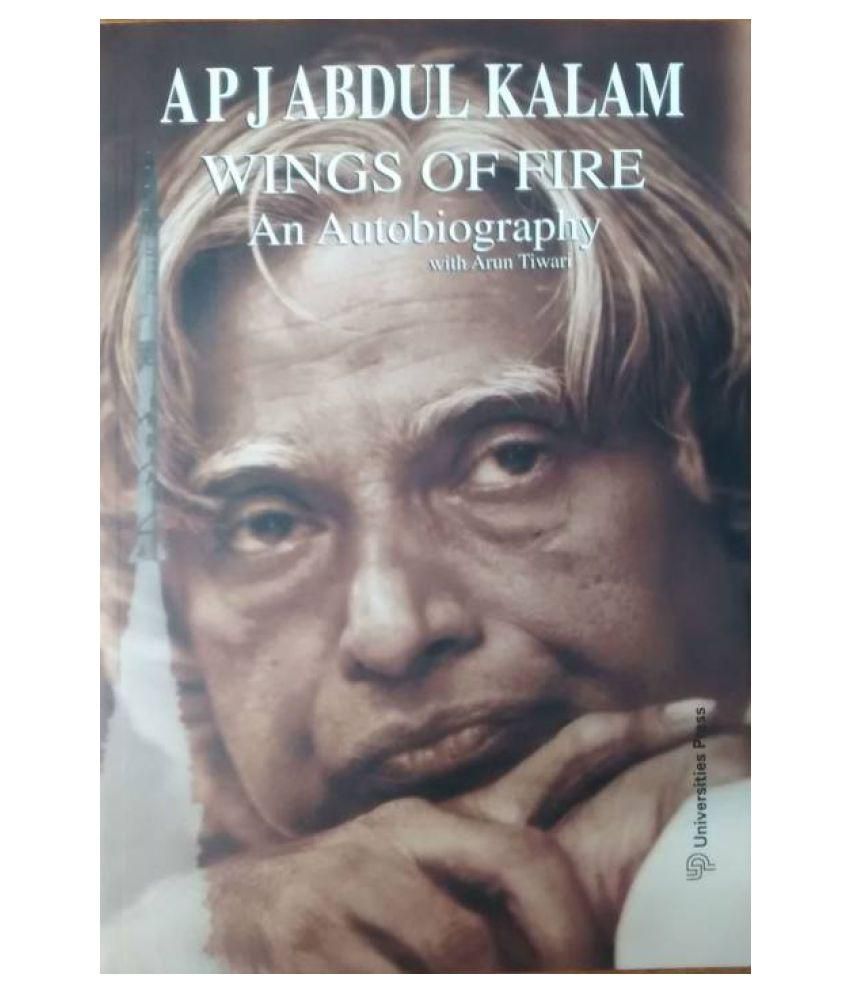 A P J ABDUL KALAM
WINGS OF FIRE
An Autobiography
with Arun Tiwari
Universities Press